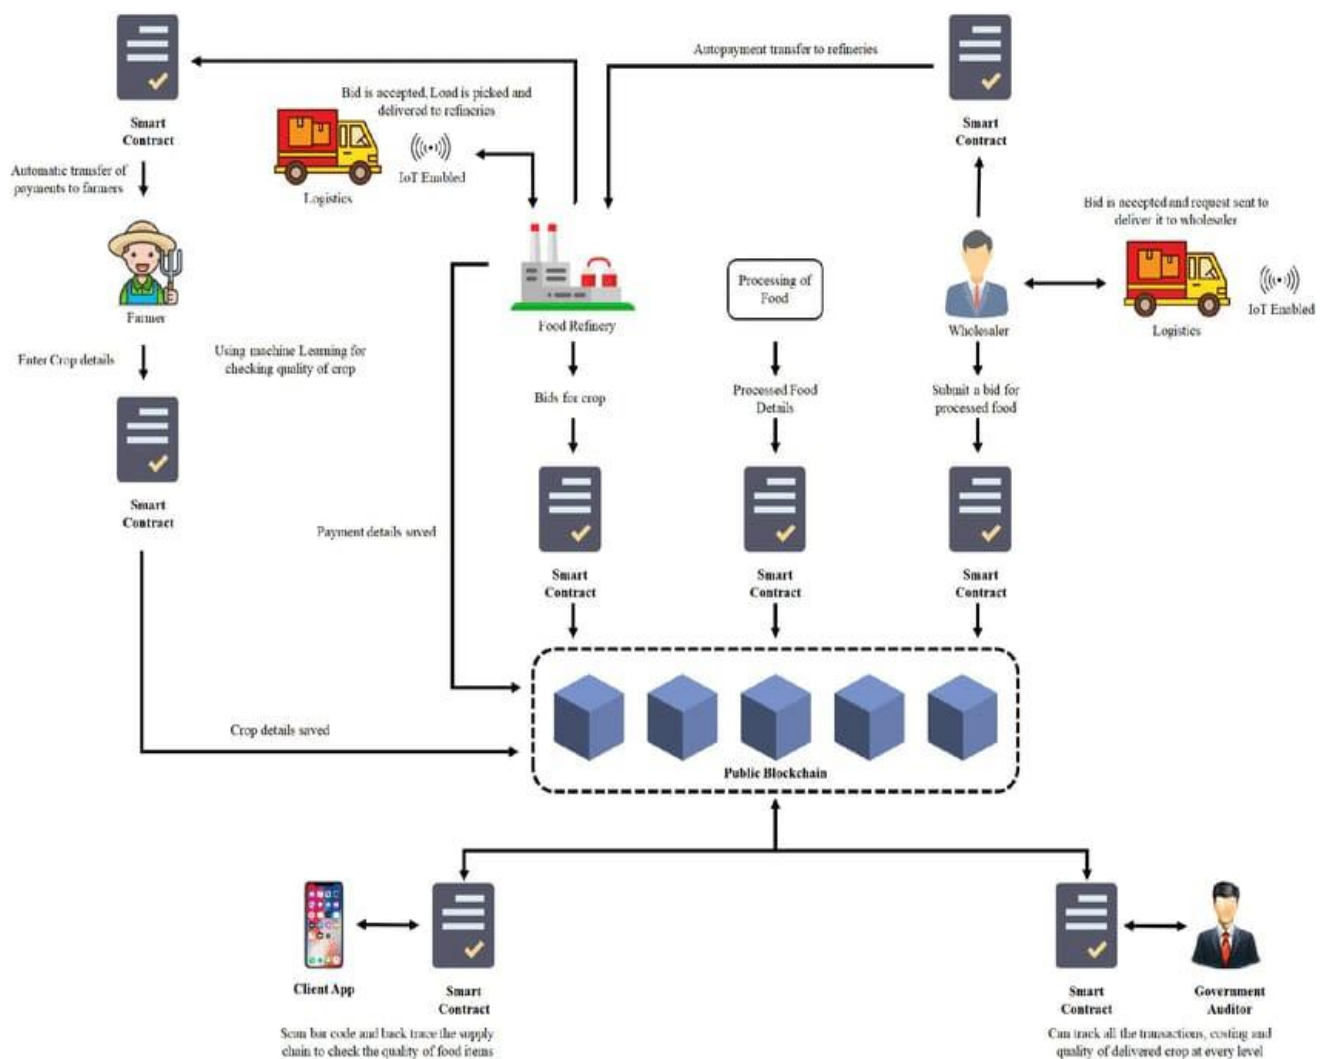 Smart
Contract
Automatic transfer of
payments to farmers
Farmer
Enter Crop details
Smart
Contract
Using machine Learning for
checking quality of crop
Bid is accepted, Load is picked and
delivered to refineries
IoT Enabled
Logistics
Autopayment transfer to refineries
Smart
Contract
Food Refinery
Bids for crop
Smart
Contract
Processing of
Food
Processed Food
Details
Smart
Contract
Wholesaler
Submit a bid for
processed food
Smart
Contract
Bid is accepted and request sent to
deliver it to wholesaler
IoT Enabled
Logistics
Payment details saved
Crop details saved
Public Blockchain
Client App
Smart
Contract
Scan bar code and back trace the supply
chain to check the quality of food items
Smart
Contract
Government
Auditor
Can track all the transactions, costing and
quality of delivered crop at every level